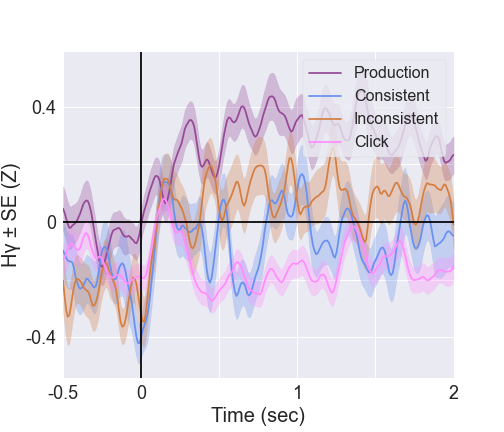 Production
Consistent
Inconsistent
Click
Hγ ± SE (Z)
0.4
0
-0.4
-0.5
0
1
2
Time (sec)